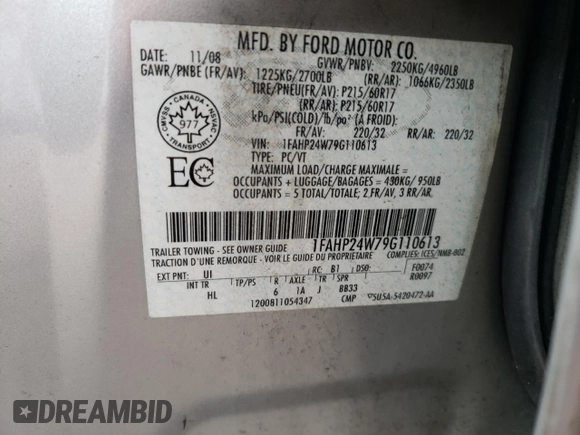 MFD. BY FORD MOTOR CO.
DATE: 11/08 GVWR/PNBV: 2250KG/4960LB
GAWR/PNBE (FR/AV): 1225KG/2700LB (RR/AR): 1066KG/2350LB
TIRE/PNEU(FR/AV): P215/60R17
(RR/AR): P215/60R17
kPa/PSI(COLD)/lb/po² (A FROID):
FR/AV: 220/32 RR/AR: 220/32
VIN: 1FAHP24W79G110613
TYPE: PC/VT
MAXIMUM LOAD/CHARGE MAXIMALE =
OCCUPANTS + LUGGAGE/BAGAGES = 430KG/ 950LB
OCCUPANTS = 5 TOTAL/TOTALE; 2 FR/AV, 3 RR/AR.
CMVSS · CANADA · NSVAC
977
TRANSPORT
EC
1FAHP24W79G110613
TRAILER TOWING - SEE OWNER GUIDE
TRACTION D'UNE REMORQUE - VOIR LE GUIDE COMPLIES: ICES/NMB-002
EXT PNT: UI RC: B1 DSO: F0074
R0097
INT TR TP/PS R AXLE TR SPR
HL 6 1A J BB33
1200811054347 CMP 5U5A-5420472-AA
DREAMBID